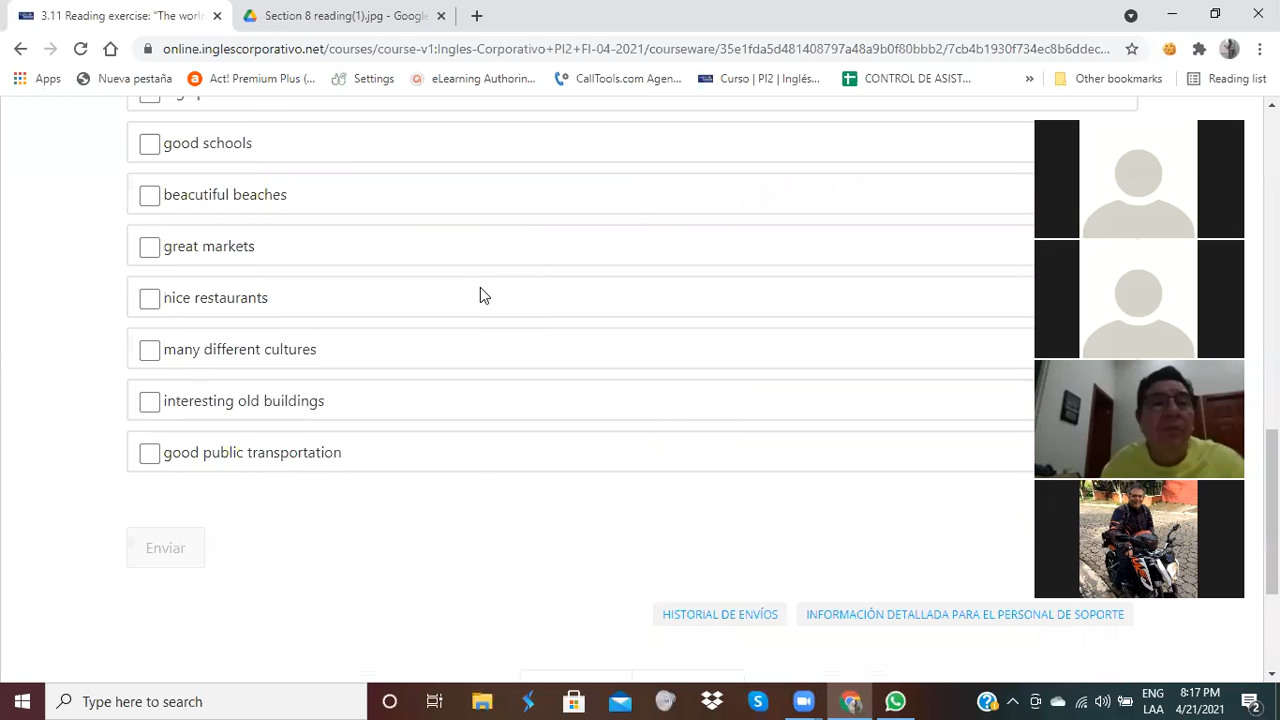 3.11 Reading exercise: "The worl
Section 8 reading(1).jpg - Google
online.inglescorporativo.net/courses/course-v1:Ingles-Corporativo+PI2+FI-04-2021/courseware/35e1fda5d481408797a48a9b0f80bbb2/7cb4b1930f734ec8b6ddec...
Apps
Nueva pestaña
Act! Premium Plus (...
Settings
eLearning Authorin...
CallTools.com Agen...
Curso | PI2 | Inglés...
CONTROL DE ASIST...
»
Other bookmarks
Reading list
good schools
beacutiful beaches
great markets
nice restaurants
many different cultures
interesting old buildings
good public transportation
Enviar
HISTORIAL DE ENVÍOS
INFORMACIÓN DETALLADA PARA EL PERSONAL DE SOPORTE
Type here to search
ENG
LAA
8:17 PM
4/21/2021
2